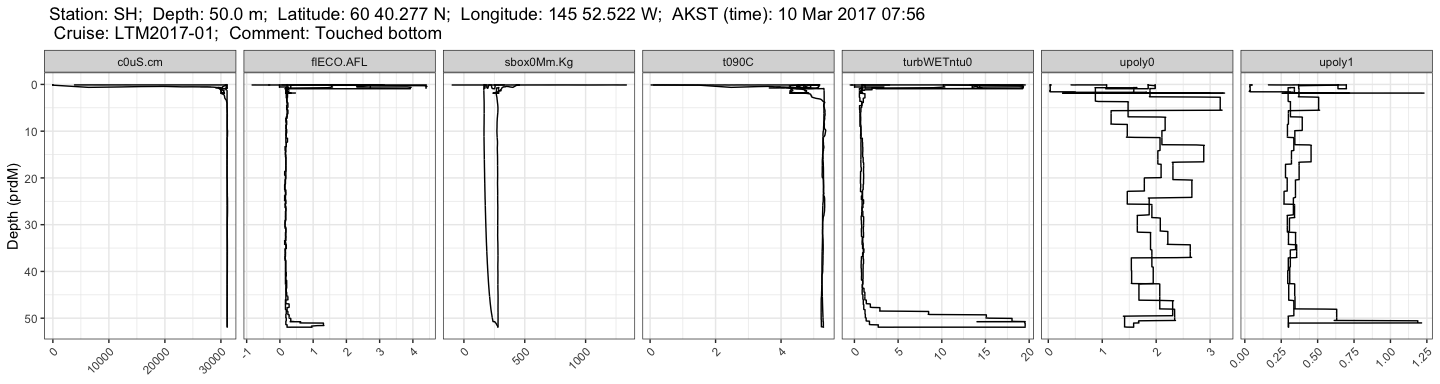 Station: SH;  Depth: 50.0 m;  Latitude: 60 40.277 N;  Longitude: 145 52.522 W;  AKST (time): 10 Mar 2017 07:56
Cruise: LTM2017-01;  Comment: Touched bottom
c0uS.cm flECO.AFL sbox0Mm.Kg t090C turbWETntu0 upoly0 upoly1
Depth (prdM)
0
10
20
30
40
50
0 10000 20000 30000 -1 0 1 2 3 4 0 500 1000 0 2 4 0 5 10 15 20 0 1 2 3 0.00 0.25 0.50 0.75 1.00 1.25